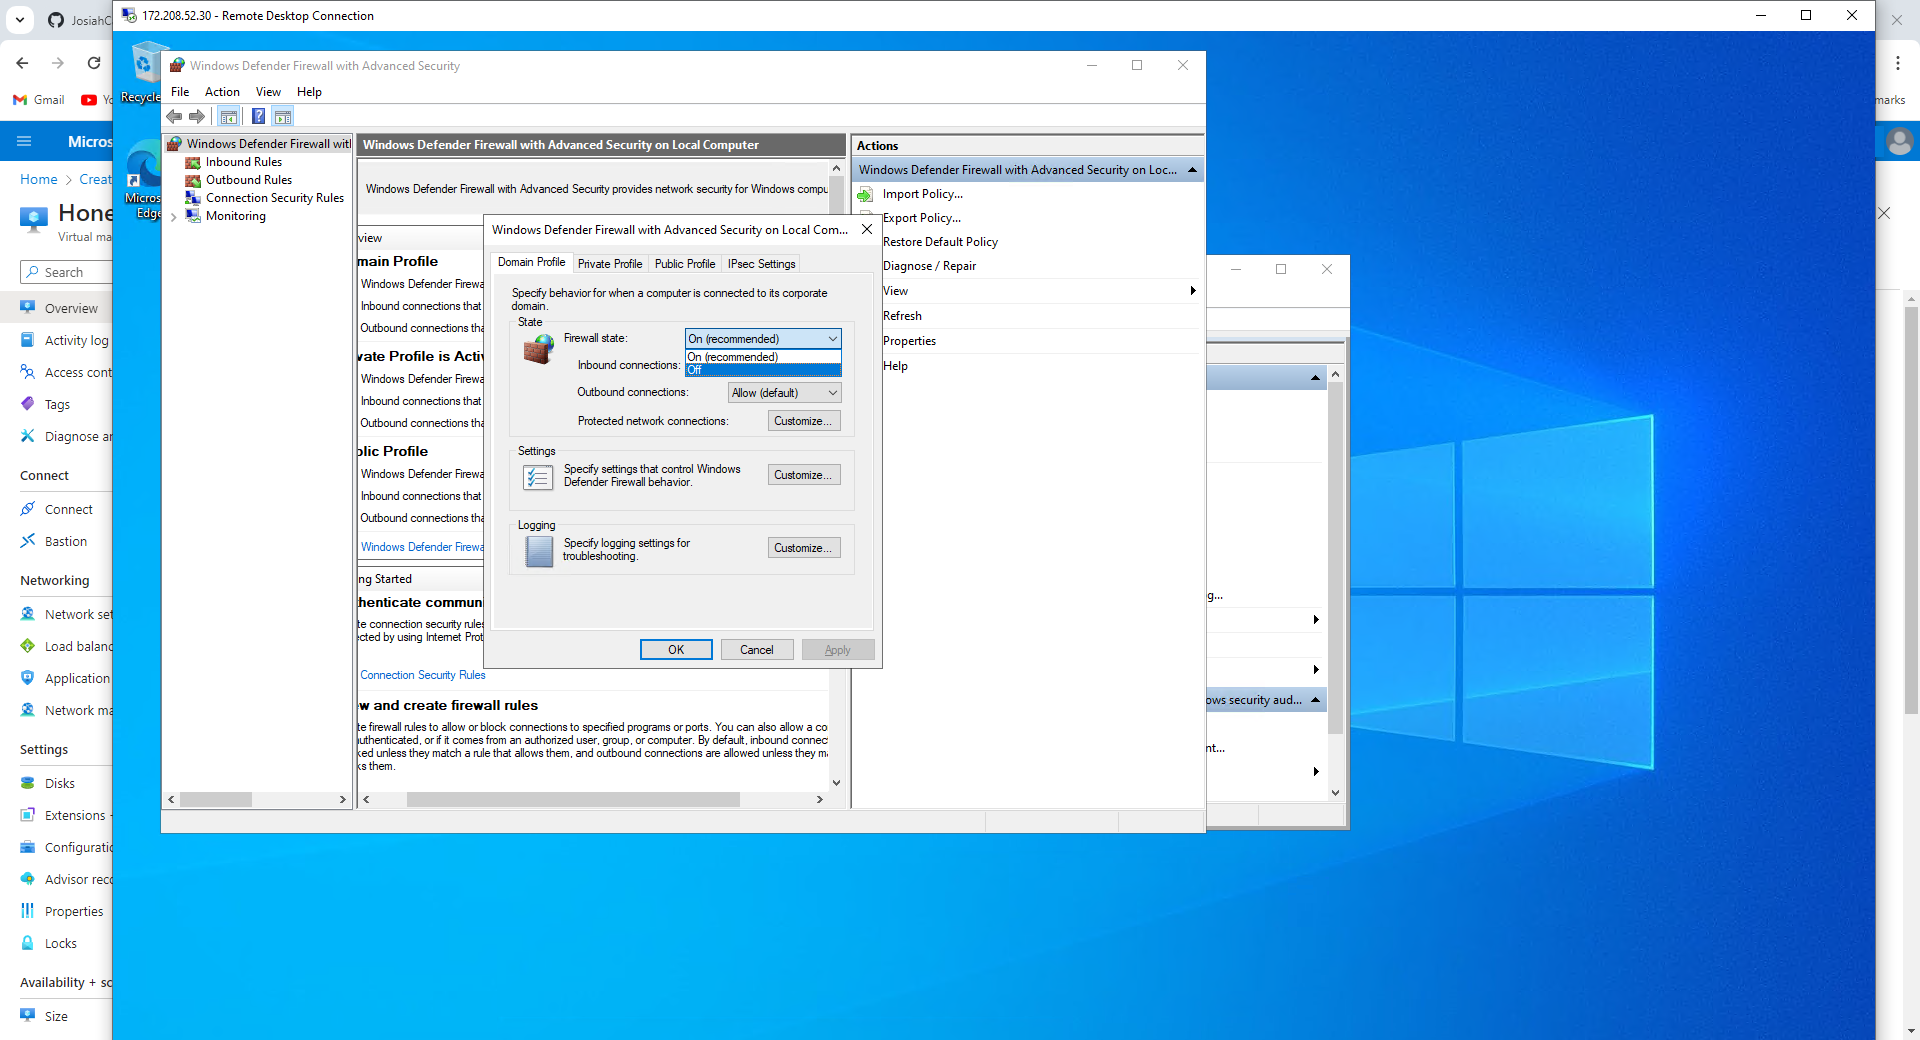 JosiahC
172.208.52.30 - Remote Desktop Connection
Gmail
marks
Micros
Home
Creat
Hone
Virtual ma
Search
Overview
Activity log
Access cont
Tags
Diagnose an
Connect
Connect
Bastion
Networking
Network set
Load balanc
Application
Network ma
Settings
Disks
Extensions
Configuratio
Advisor reco
Properties
Locks
Availability + sc
Size
Recycle
Micros
Edge
Windows Defender Firewall with Advanced Security
File
Action
View
Help
Windows Defender Firewall with
Inbound Rules
Outbound Rules
Connection Security Rules
Monitoring
Windows Defender Firewall with Advanced Security on Local Computer
Windows Defender Firewall with Advanced Security provides network security for Windows compu
view
main Profile
Windows Defender Firewa
Inbound connections that
Outbound connections tha
vate Profile is Activ
Windows Defender Firewa
Inbound connections that
Outbound connections tha
blic Profile
Windows Defender Firewa
Inbound connections that
Outbound connections tha
Windows Defender Firewa
ng Started
henticate commun
te connection security rules
ected by using Internet Prot
Connection Security Rules
w and create firewall rules
te firewall rules to allow or block connections to specified programs or ports. You can also allow a co
uthenticated, or if it comes from an authorized user, group, or computer. By default, inbound connec
ked unless they match a rule that allows them, and outbound connections are allowed unless they ma
ks them.
Windows Defender Firewall with Advanced Security on Local Com...
Domain Profile
Private Profile
Public Profile
IPsec Settings
Specify behavior for when a computer is connected to its corporate
domain.
State
Firewall state:
On (recommended)
On (recommended)
Off
Inbound connections:
Outbound connections:
Allow (default)
Protected network connections:
Customize...
Settings
Specify settings that control Windows
Defender Firewall behavior.
Customize...
Logging
Specify logging settings for
troubleshooting.
Customize...
OK
Cancel
Apply
Actions
Windows Defender Firewall with Advanced Security on Loc...
Import Policy...
Export Policy...
Restore Default Policy
Diagnose / Repair
View
Refresh
Properties
Help
g...
ows security aud...
nt...